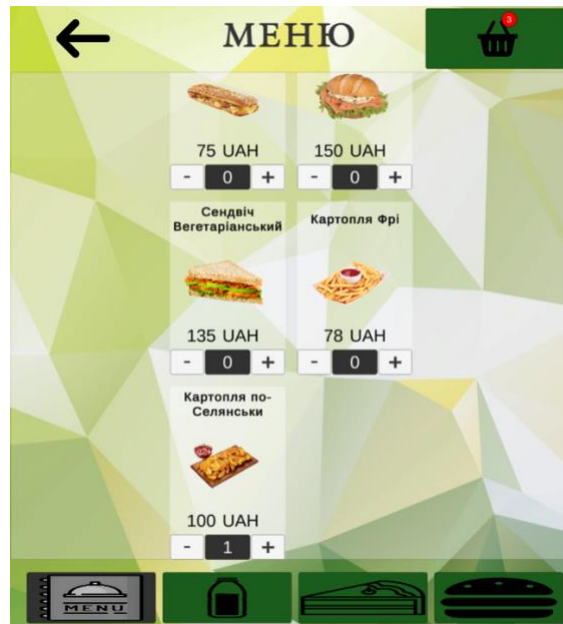 МЕНЮ
3
75 UAH
150 UAH
- 0 +
- 0 +
Сендвіч
Вегетаріанський
Картопля Фрі
135 UAH
78 UAH
- 0 +
- 0 +
Картопля по-
Селянськи
100 UAH
- 1 +
MENU